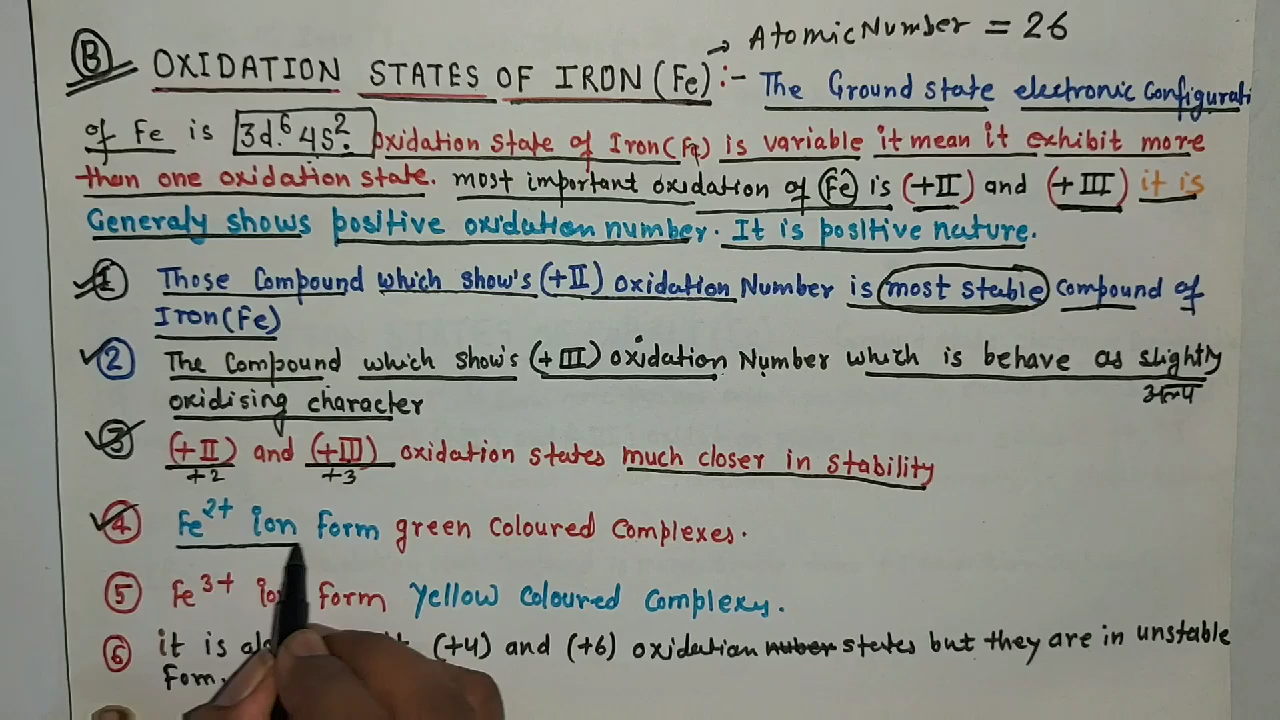 (B) OXIDATION STATES OF IRON (Fe) :- → Atomic Number = 26
The Ground state electronic Configurati
of Fe is 3d⁶ 4s². oxidation state of Iron(Fe) is variable it mean it exhibit more
then one oxidation state. most important oxidation of Fe is (+II) and (+III) it is
Generaly shows positive oxidation number. It is positive nature.
① Those Compound which show's (+II) oxidation Number is most stable compound of
Iron(Fe)
② The Compound which show's (+III) oxidation Number which is behave as slightly
अल्प
oxidising character
③ (+II) and (+III) oxidation states much closer in stability
+2 +3
④ Fe²⁺ ion form green coloured complexes.
⑤ Fe³⁺ form yellow coloured complexy.
⑥ it is (+4) and (+6) oxidation states but they are in unstable
Fom.